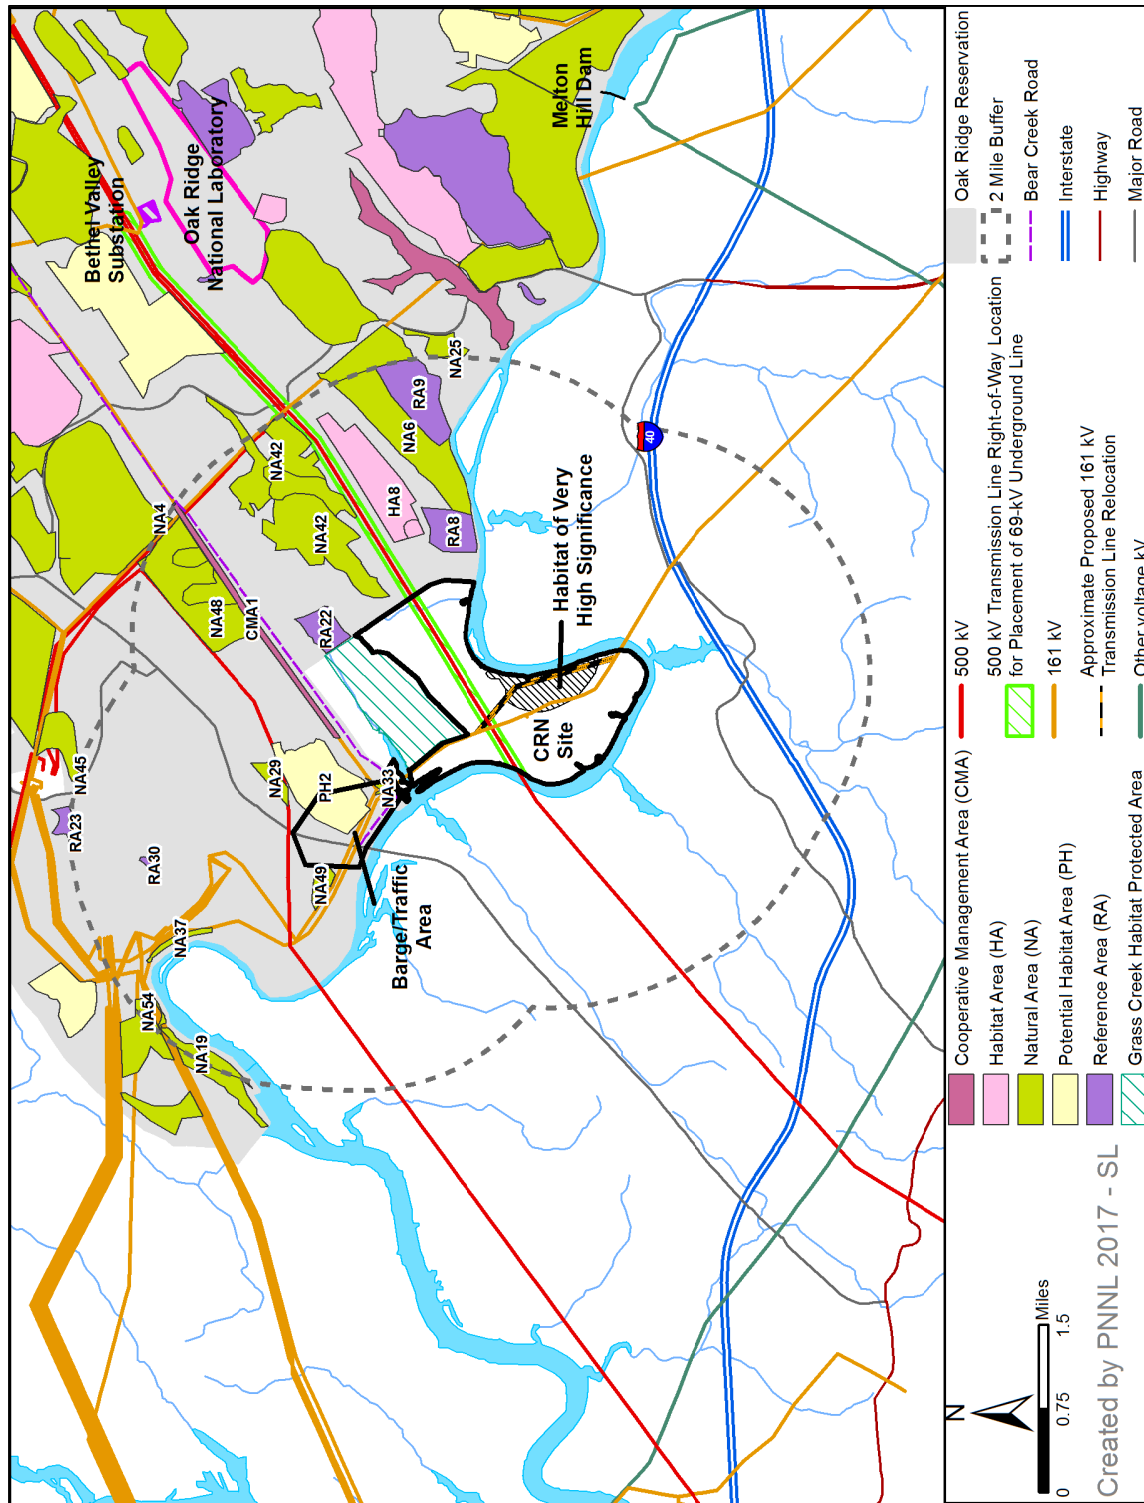 Bethel Valley
Substation
Oak Ridge
National Laboratory
Melton
Hill Dam
NA54
NA19
NA37
RA30
RA23
NA45
NA4
NA48
CMA1
NA42
NA42
NA29
PH2
NA49
NA33
RA22
HA8
NA6
RA9
RA8
NA25
Barge/Traffic
Area
CRN
Site
Habitat of Very
High Significance
40
N
0 0.75 1.5
Miles
Created by PNNL 2017 - SL
Cooperative Management Area (CMA)
Habitat Area (HA)
Natural Area (NA)
Potential Habitat Area (PH)
Reference Area (RA)
Grass Creek Habitat Protected Area
500 kV
500 kV Transmission Line Right-of-Way Location
for Placement of 69-kV Underground Line
161 kV
Approximate Proposed 161 kV
Transmission Line Relocation
Other voltage kV
Oak Ridge Reservation
2 Mile Buffer
Bear Creek Road
Interstate
Highway
Major Road